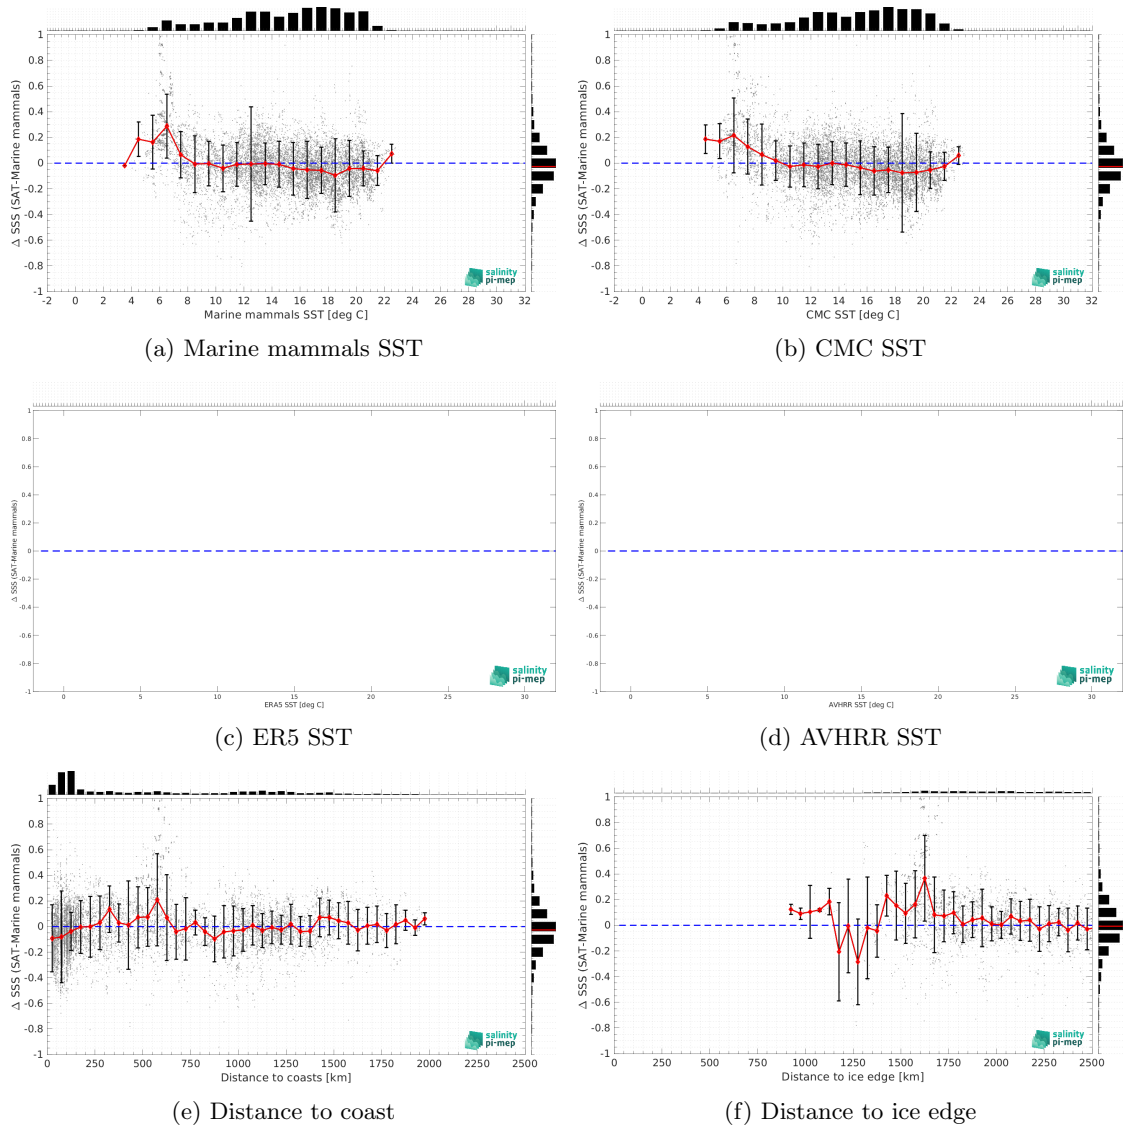 1
0.8
0.6
0.4
0.2
0
-0.2
-0.4
-0.6
-0.8
-1
Δ SSS (SAT-Marine mammals)
salinity
pi-mep
-2 0 2 4 6 8 10 12 14 16 18 20 22 24 26 28 30 32
Marine mammals SST [deg C]
(a) Marine mammals SST
1
0.8
0.6
0.4
0.2
0
-0.2
-0.4
-0.6
-0.8
-1
Δ SSS (SAT-Marine mammals)
salinity
pi-mep
-2 0 2 4 6 8 10 12 14 16 18 20 22 24 26 28 30 32
CMC SST [deg C]
(b) CMC SST
1
0.8
0.6
0.4
0.2
0
-0.2
-0.4
-0.6
-0.8
-1
Δ SSS (SAT-Marine mammals)
salinity
pi-mep
0 5 10 15 20 25 30
ERA5 SST [deg C]
(c) ER5 SST
1
0.8
0.6
0.4
0.2
0
-0.2
-0.4
-0.6
-0.8
-1
Δ SSS (SAT-Marine mammals)
salinity
pi-mep
0 5 10 15 20 25 30
AVHRR SST [deg C]
(d) AVHRR SST
1
0.8
0.6
0.4
0.2
0
-0.2
-0.4
-0.6
-0.8
-1
Δ SSS (SAT-Marine mammals)
salinity
pi-mep
0 250 500 750 1000 1250 1500 1750 2000 2250 2500
Distance to coasts [km]
(e) Distance to coast
1
0.8
0.6
0.4
0.2
0
-0.2
-0.4
-0.6
-0.8
-1
Δ SSS (SAT-Marine mammals)
salinity
pi-mep
0 250 500 750 1000 1250 1500 1750 2000 2250 2500
Distance to ice edge [km]
(f) Distance to ice edge